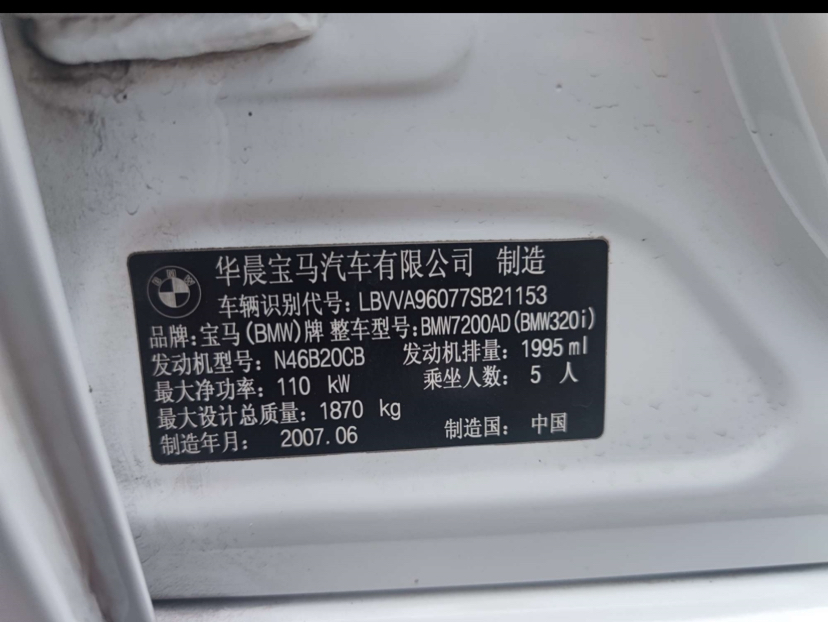 华晨宝马汽车有限公司 制造
车辆识别代号: LBVVA96077SB21153
品牌: 宝马(BMW)牌 整车型号: BMW7200AD(BMW320i)
发动机型号: N46B20CB 发动机排量: 1995ml
最大净功率: 110 kW 乘坐人数: 5 人
最大设计总质量: 1870 kg
制造年月: 2007.06 制造国: 中国